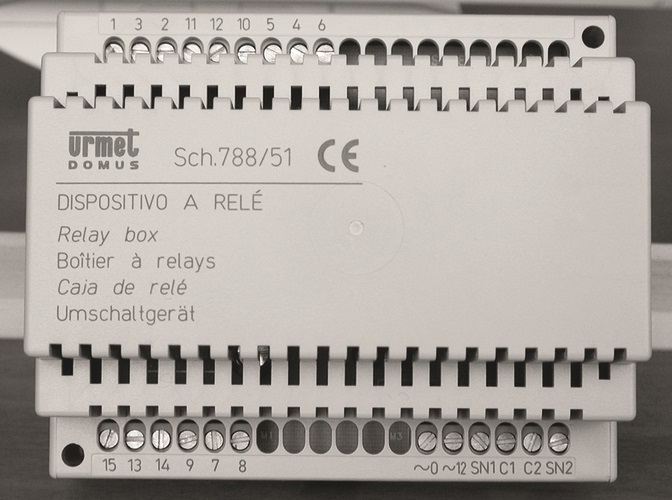 1 3 2 11 12 10 5 4 6
urmet
DOMUS
Sch.788/51 CE
DISPOSITIVO A RELÉ
Relay box
Boîtier à relays
Caja de relé
Umschaltgerät
15 13 14 9 7 8 ~0 ~12 SN1 C1 C2 SN2